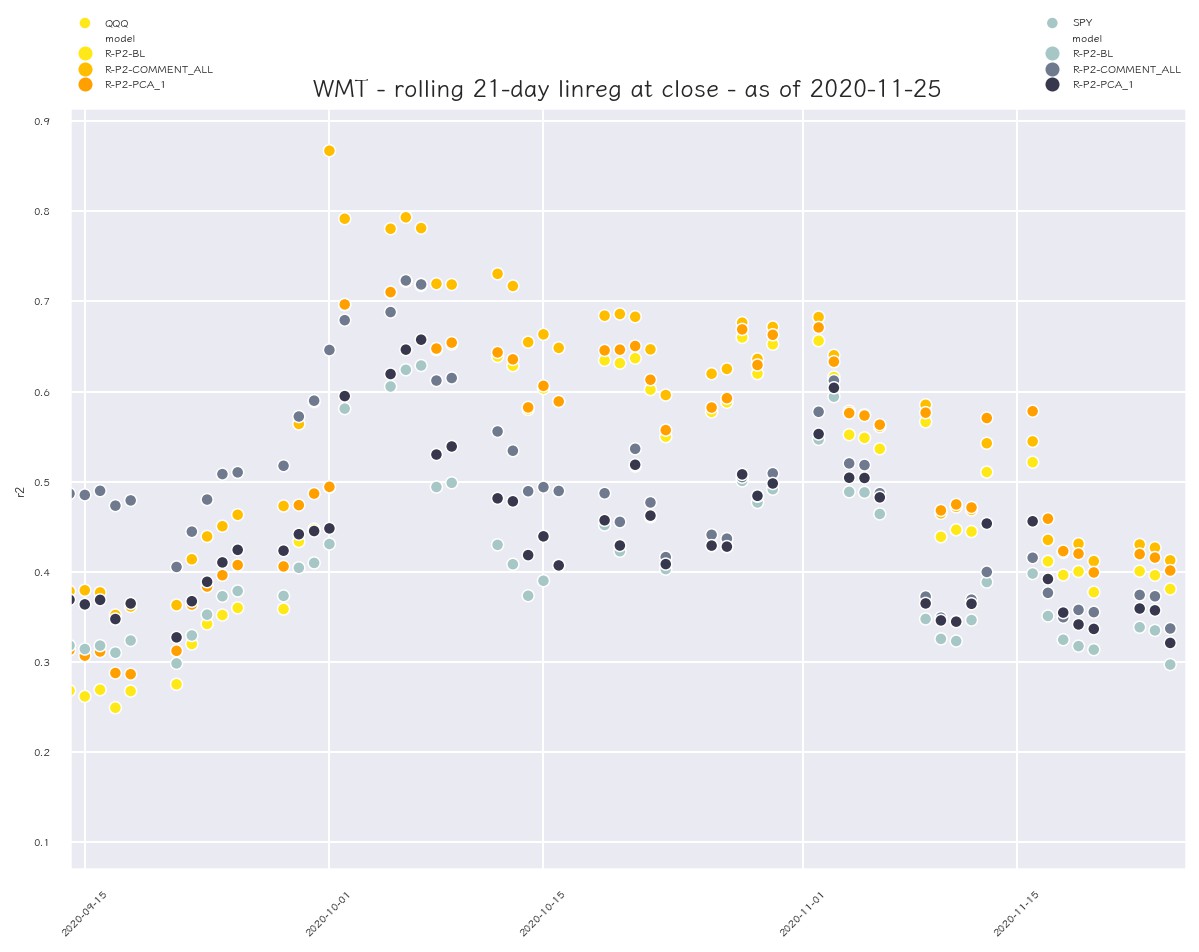 QQQ
model
R-P2-BL
R-P2-COMMENT_ALL
R-P2-PCA_1
SPY
model
R-P2-BL
R-P2-COMMENT_ALL
R-P2-PCA_1
WMT - rolling 21-day linreg at close - as of 2020-11-25
0.9
0.8
0.7
0.6
0.5
0.4
0.3
0.2
0.1
r2
2020-09-15
2020-10-01
2020-10-15
2020-11-01
2020-11-15